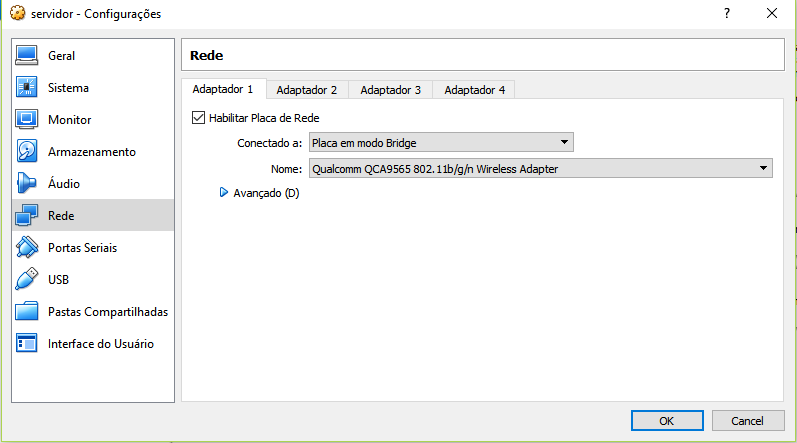 servidor - Configurações
?
Geral
Sistema
Monitor
Armazenamento
Áudio
Rede
Portas Seriais
USB
Pastas Compartilhadas
Interface do Usuário
Rede
Adaptador 1 Adaptador 2 Adaptador 3 Adaptador 4
Habilitar Placa de Rede
Conectado a: Placa em modo Bridge
Nome: Qualcomm QCA9565 802.11b/g/n Wireless Adapter
Avançado (D)
OK Cancel